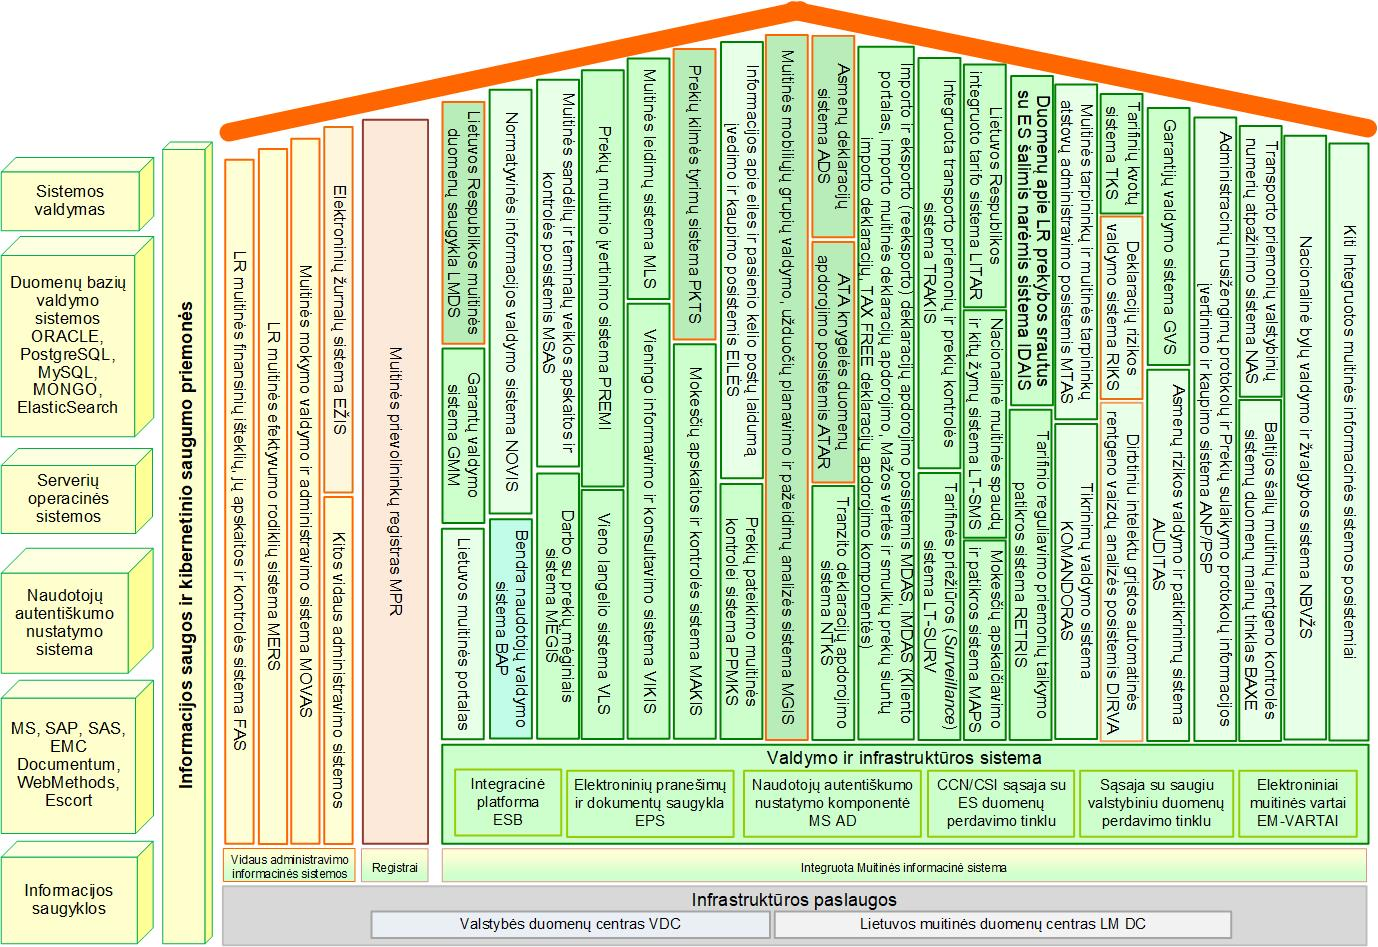 Sistemos
valdymas
Duomenų bazių
valdymo
sistemos
ORACLE,
PostgreSQL,
MySQL,
MONGO,
ElasticSearch
Serverių
operacinės
sistemos
Naudotojų
autentiškumo
nustatymo
sistema
MS, SAP, SAS,
EMC
Documentum,
WebMethods,
Escort
Informacijos
saugyklos
Informacijos saugos ir kibernetinio saugumo priemonės
LR muitinės finansinių išteklių, jų apskaitos ir kontrolės sistema FAS
LR muitinės efektyvumo rodiklių sistema MERS
Muitinės mokymo valdymo ir administravimo sistema MOVAS
Elektroninių žurnalų sistema EŽIS
Kitos vidaus administravimo sistemos
Muitinės prievolininkų registras MPR
Lietuvos Respublikos muitinės
duomenų saugykla LMDS
Garantų valdymo
sistema GMM
Lietuvos muitinės portalas
Normatyvinės informacijos valdymo sistema NOVIS
Bendra naudotojų valdymo
sistema BAP
Muitinės sandėlių ir terminalų veiklos apskaitos ir
kontrolės posistemis MSAS
Darbo su prekių mėginiais
sistema MĖGIS
Prekių muitinio įvertinimo sistema PREMI
Vieno langelio sistema VLS
Muitinės leidimų sistema MLS
Vieningo informavimo ir konsultavimo sistema VIKIS
Prekių kilmės tyrimų sistema PKTS
Mokesčių apskaitos ir kontrolės sistema MAKIS
Informacijos apie eiles ir pasienio kelio postų laidumą
įvedimo ir kaupimo posistemis EILĖS
Prekių pateikimo muitinės
kontrolei sistema PPMKS
Muitinės mobiliųjų grupių valdymo, užduočių planavimo ir pažeidimų analizės sistema MGIS
Asmenų deklaracijų
sistema ADS
ATA knygelės duomenų
apdorojimo posistemis ATAR
Tranzito deklaracijų apdorojimo
sistema NTKS
Importo ir eksporto (reeksporto) deklaracijų apdorojimo posistemis MDAS, iMDAS (Kliento
portalas, importo muitinės deklaracijų apdorojimo, Mažos vertės ir smulkių prekių siuntų
importo deklaracijų, TAX FREE deklaracijų apdorojimo komponentės)
Integruota transporto priemonių ir prekių kontrolės
sistema TRAKIS
Tarifinės priežiūros (Surveillance)
sistema LT-SURV
Lietuvos Respublikos
integruoto tarifo sistema LITAR
Nacionalinė muitinės spaudų
ir kitų žymų sistema LT-SMS
Mokesčių apskaičiavimo
ir patikros sistema MAPS
Duomenų apie LR prekybos srautus
su ES šalimis narėmis sistema IDAIS
Tarifinio reguliavimo priemonių taikymo
patikros sistema RETRIS
Muitinės tarpininkų ir muitinės tarpininkų
atstovų administravimo posistemis MTAS
Tikrinimų valdymo sistema
KOMANDORAS
Tarifinių kvotų
sistema TKS
Deklaracijų rizikos
valdymo sistema RIKS
Dirbtiniu intelektu grįstos automatinės
rentgeno vaizdų analizės posistemis DIRVA
Garantijų valdymo sistema GVS
Asmenų rizikos valdymo ir patikrinimų sistema
AUDITAS
Administracinių nusižengimų protokolų ir Prekių sulaikymo protokolų informacijos
įvertinimo ir kaupimo sistema ANP/PSP
Transporto priemonių valstybinių
numerių atpažinimo sistema NAS
Baltijos šalių muitinių rentgeno kontrolės
sistemų duomenų mainų tinklas BAXE
Nacionalinė bylų valdymo ir žvalgybos sistema NBVŽS
Kiti Integruotos muitinės informacinės sistemos posistemiai
Valdymo ir infrastruktūros sistema
Integracinė
platforma
ESB
Elektroninių pranešimų
ir dokumentų saugykla
EPS
Naudotojų autentiškumo
nustatymo komponentė
MS AD
CCN/CSI sąsaja su
ES duomenų
perdavimo tinklu
Sąsaja su saugiu
valstybiniu duomenų
perdavimo tinklu
Elektroniniai
muitinės vartai
EM-VARTAI
Vidaus administravimo
informacinės sistemos
Registrai
Integruota Muitinės informacinė sistema
Infrastruktūros paslaugos
Valstybės duomenų centras VDC
Lietuvos muitinės duomenų centras LM DC